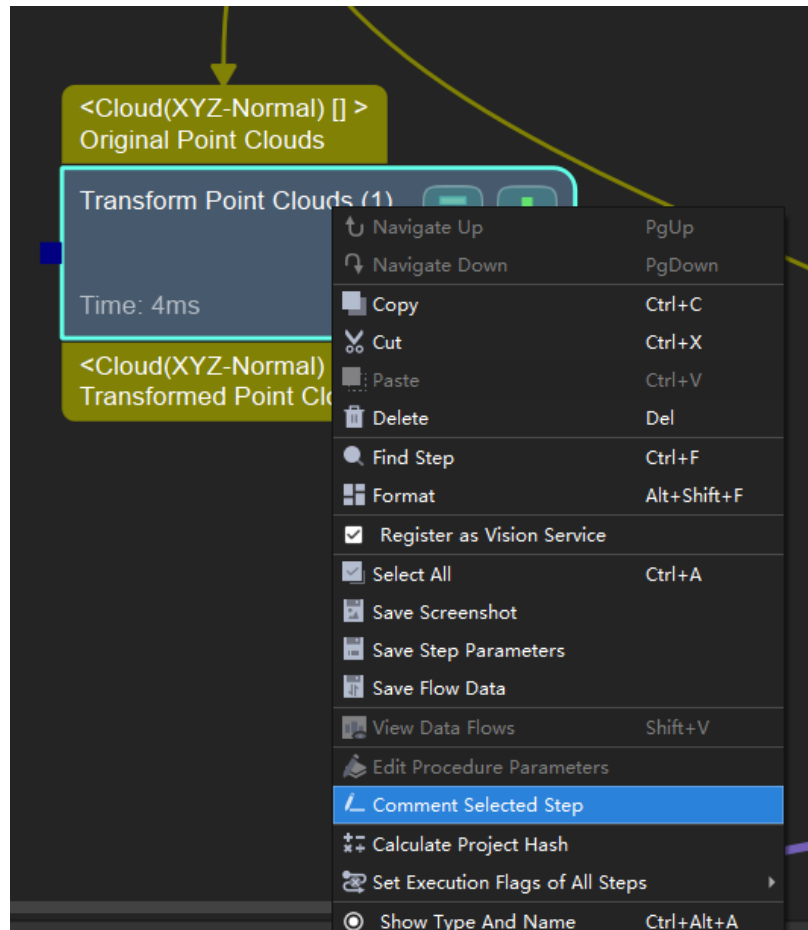 <Cloud(XYZ-Normal) [] >
Original Point Clouds
Transform Point Clouds (1)
Navigate Up PgUp
Navigate Down PgDown
Time: 4ms
Copy Ctrl+C
Cut Ctrl+X
<Cloud(XYZ-Normal)
Paste Ctrl+V
Transformed Point Clo
Delete Del
Find Step Ctrl+F
Format Alt+Shift+F
Register as Vision Service
Select All Ctrl+A
Save Screenshot
Save Step Parameters
Save Flow Data
View Data Flows Shift+V
Edit Procedure Parameters
Comment Selected Step
Calculate Project Hash
Set Execution Flags of All Steps
Show Type And Name Ctrl+Alt+A